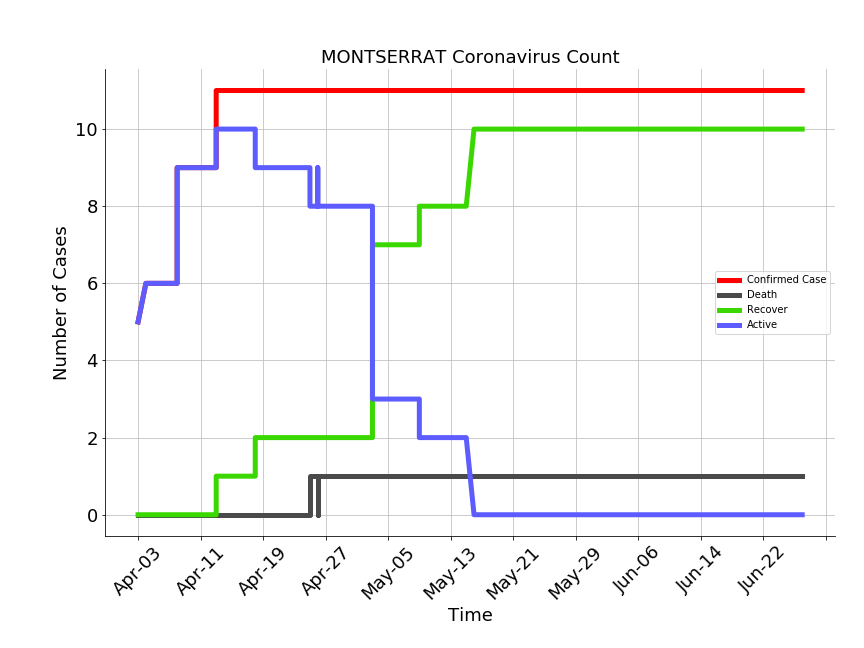 MONTSERRAT Coronavirus Count
Number of Cases
10
8
6
4
2
0
Confirmed Case
Death
Recover
Active
Apr-03
Apr-11
Apr-19
Apr-27
May-05
May-13
May-21
May-29
Jun-06
Jun-14
Jun-22
Time